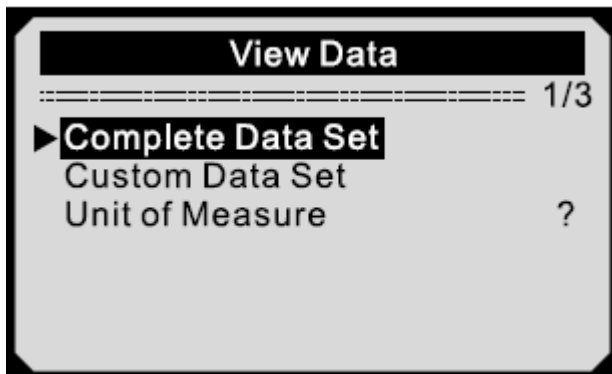 View Data
1/3
Complete Data Set
Custom Data Set
Unit of Measure ?